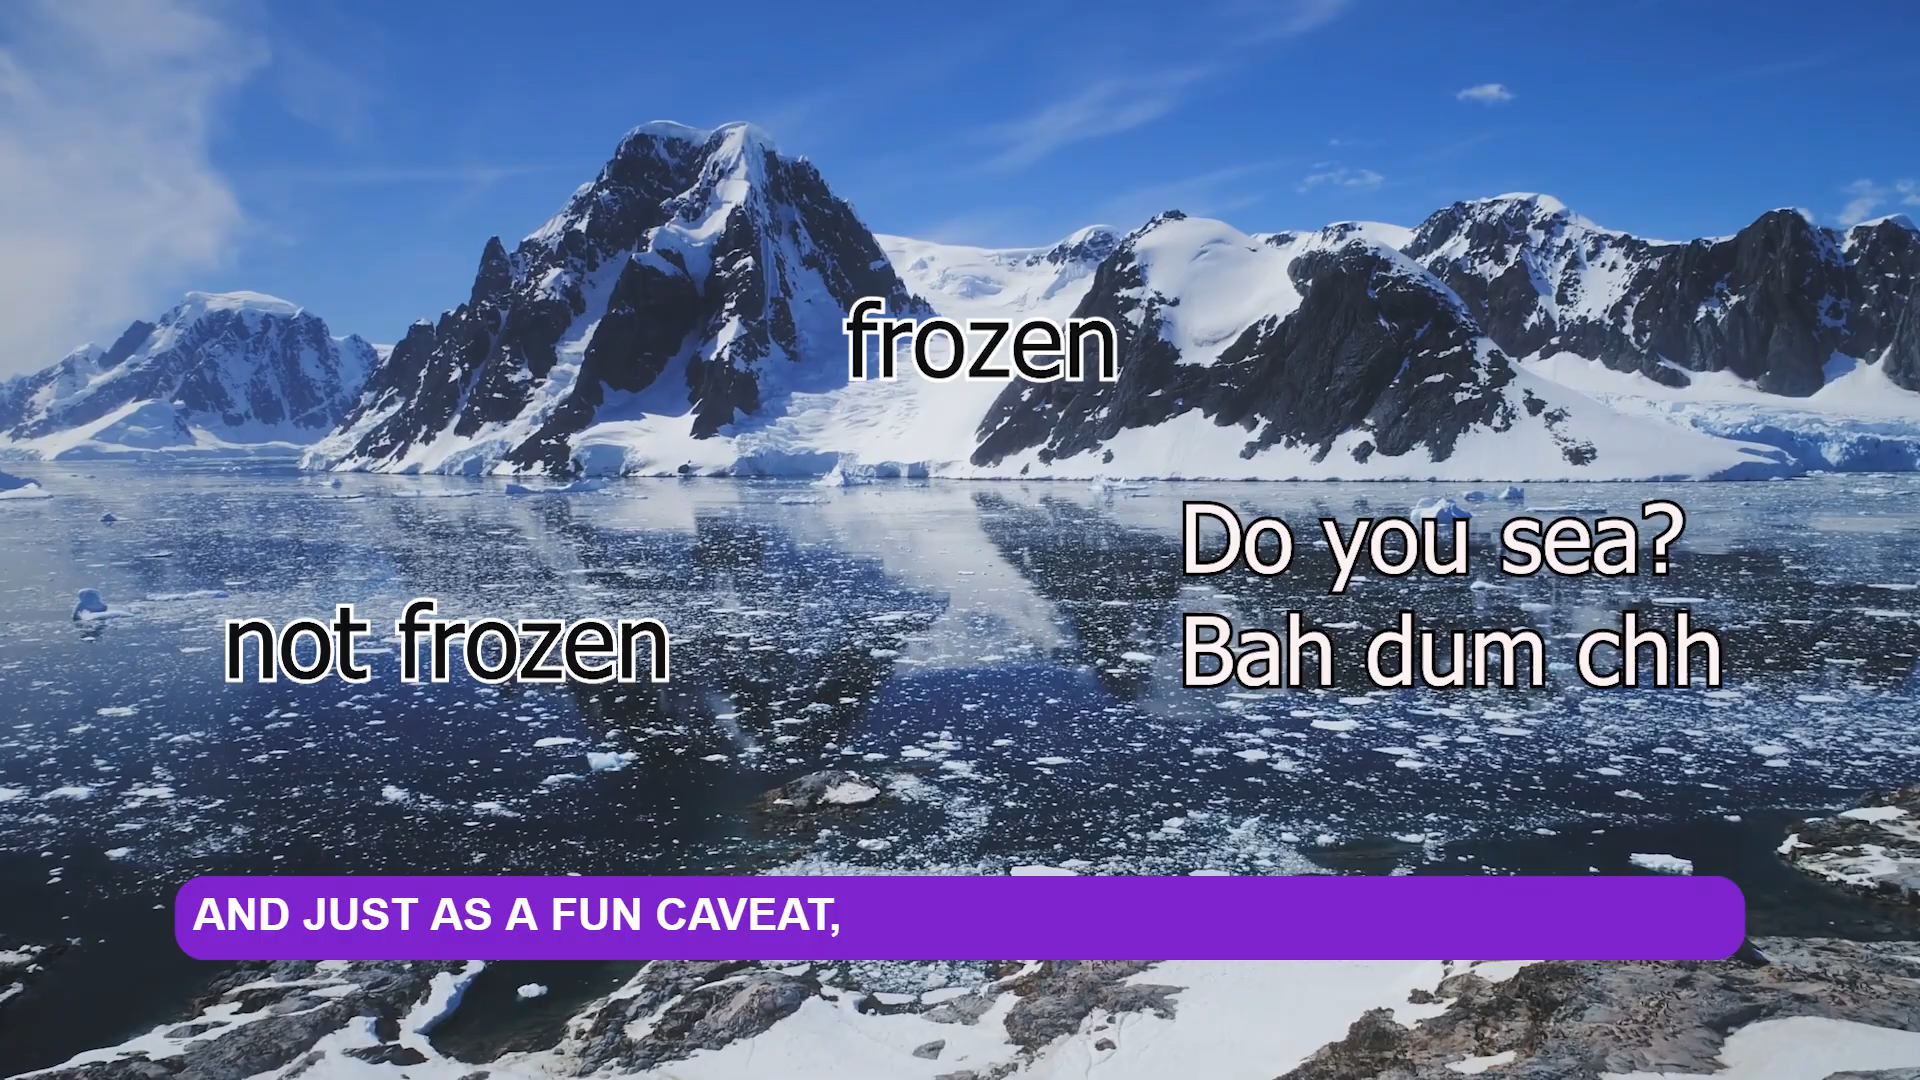 frozen
Do you sea?
Bah dum chh
not frozen
AND JUST AS A FUN CAVEAT,